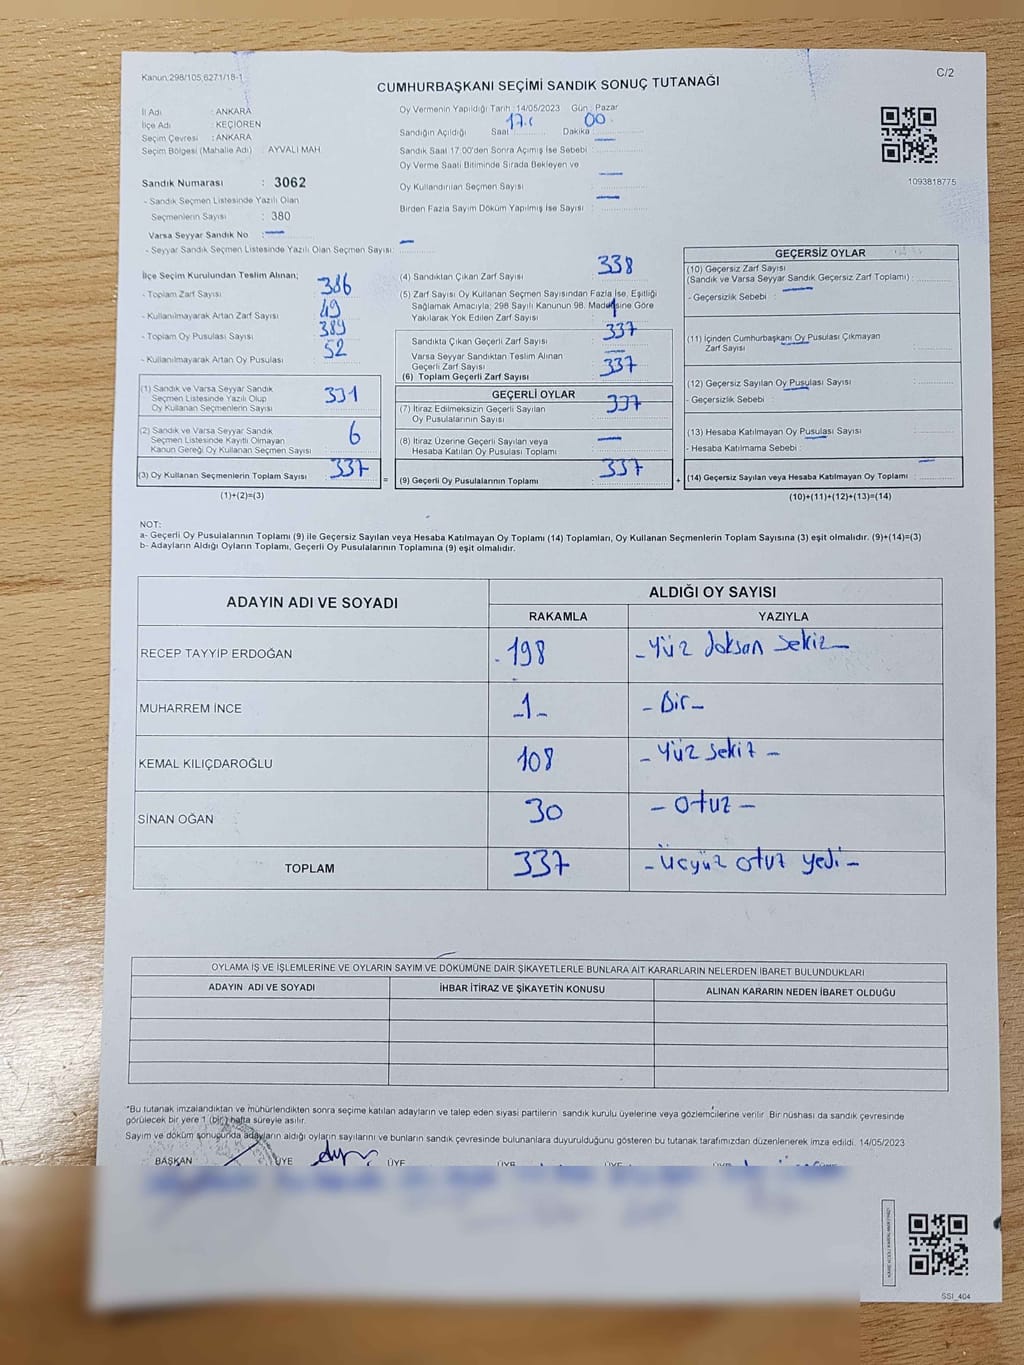 Kanun:298/105,6271/18-1
C/2
CUMHURBAŞKANI SEÇİMİ SANDIK SONUÇ TUTANAĞI
İl Adı : ANKARA
İlçe Adı : KEÇİÖREN
Seçim Çevresi : ANKARA
Seçim Bölgesi (Mahalle Adı) : AYVALI MAH
Sandık Numarası : 3062
- Sandık Seçmen Listesinde Yazılı Olan
Seçmenlerin Sayısı : 380
Varsa Seyyar Sandık No : —
- Seyyar Sandık Seçmen Listesinde Yazılı Olan Seçmen Sayısı: —
Oy Vermenin Yapıldığı Tarih :14/05/2023 Gün : Pazar
Sandığın Açıldığı Saat 17 Dakika 00
Sandık Saat 17:00'den Sonra Açılmış İse Sebebi : —
Oy Verme Saati Bitiminde Sırada Bekleyen ve
Oy Kullandırılan Seçmen Sayısı : —
Birden Fazla Sayım Döküm Yapılmış İse Sayısı : —
1093818775
İlçe Seçim Kurulundan Teslim Alınan;
- Toplam Zarf Sayısı : 386
- Kullanılmayarak Artan Zarf Sayısı : 49
- Toplam Oy Pusulası Sayısı : 389
- Kullanılmayarak Artan Oy Pusulası : 52
(1) Sandık ve Varsa Seyyar Sandık
Seçmen Listesinde Yazılı Olup
Oy Kullanan Seçmenlerin Sayısı : 331
(2) Sandık ve Varsa Seyyar Sandık
Seçmen Listesinde Kayıtlı Olmayan
Kanun Gereği Oy Kullanan Seçmen Sayısı : 6
(3) Oy Kullanan Seçmenlerin Toplam Sayısı : 337
(1)+(2)=(3)
=
(4) Sandıktan Çıkan Zarf Sayısı : 338
(5) Zarf Sayısı Oy Kullanan Seçmen Sayısından Fazla İse, Eşitliği
Sağlamak Amacıyla; 298 Sayılı Kanunun 98. Maddesine Göre
Yakılarak Yok Edilen Zarf Sayısı : 1
Sandıkta Çıkan Geçerli Zarf Sayısı : 337
Varsa Seyyar Sandıktan Teslim Alınan
Geçerli Zarf Sayısı : —
(6) Toplam Geçerli Zarf Sayısı : 337
GEÇERLİ OYLAR
(7) İtiraz Edilmeksizin Geçerli Sayılan
Oy Pusulalarının Sayısı : 337
(8) İtiraz Üzerine Geçerli Sayılan veya
Hesaba Katılan Oy Pusulası Toplamı : —
(9) Geçerli Oy Pusulalarının Toplamı : 337
+
GEÇERSİZ OYLAR
(10) Geçersiz Zarf Sayısı
(Sandık ve Varsa Seyyar Sandık Geçersiz Zarf Toplamı) :
- Geçersizlik Sebebi : —
(11) İçinden Cumhurbaşkanı Oy Pusulası Çıkmayan
Zarf Sayısı :
(12) Geçersiz Sayılan Oy Pusulası Sayısı :
- Geçersizlik Sebebi :
(13) Hesaba Katılmayan Oy Pusulası Sayısı :
- Hesaba Katılmama Sebebi :
(14) Geçersiz Sayılan veya Hesaba Katılmayan Oy Toplamı : —
(10)+(11)+(12)+(13)=(14)
NOT:
a- Geçerli Oy Pusulalarının Toplamı (9) ile Geçersiz Sayılan veya Hesaba Katılmayan Oy Toplamı (14) Toplamları, Oy Kullanan Seçmenlerin Toplam Sayısına (3) eşit olmalıdır. (9)+(14)=(3)
b- Adayların Aldığı Oyların Toplamı, Geçerli Oy Pusulalarının Toplamına (9) eşit olmalıdır.
ADAYIN ADI VE SOYADI
ALDIĞI OY SAYISI
RAKAMLA YAZIYLA
RECEP TAYYİP ERDOĞAN 198 - Yüz doksan sekiz -
MUHARREM İNCE -1- - Bir -
KEMAL KILIÇDAROĞLU 108 - Yüz sekiz -
SİNAN OĞAN 30 - otuz -
TOPLAM 337 - Üçyüz otuz yedi -
OYLAMA İŞ VE İŞLEMLERİNE VE OYLARIN SAYIM VE DÖKÜMÜNE DAİR ŞİKAYETLERLE BUNLARA AİT KARARLARIN NELERDEN İBARET BULUNDUKLARI
ADAYIN ADI VE SOYADI İHBAR İTİRAZ VE ŞİKAYETİN KONUSU ALINAN KARARIN NEDEN İBARET OLDUĞU
*Bu tutanak imzalandıktan ve mühürlendikten sonra seçime katılan adayların ve talep eden siyasi partilerin sandık kurulu üyelerine veya gözlemcilerine verilir. Bir nüshası da sandık çevresinde
görülecek bir yere 1 (bir) hafta süreyle asılır.
Sayım ve döküm sonucunda adayların aldığı oyların sayılarını ve bunların sandık çevresinde bulunanlara duyurulduğunu gösteren bu tutanak tarafımızdan düzenlenerek imza edildi. 14/05/2023
BAŞKAN ÜYE ÜYE ÜYE ÜYE
SSI_404